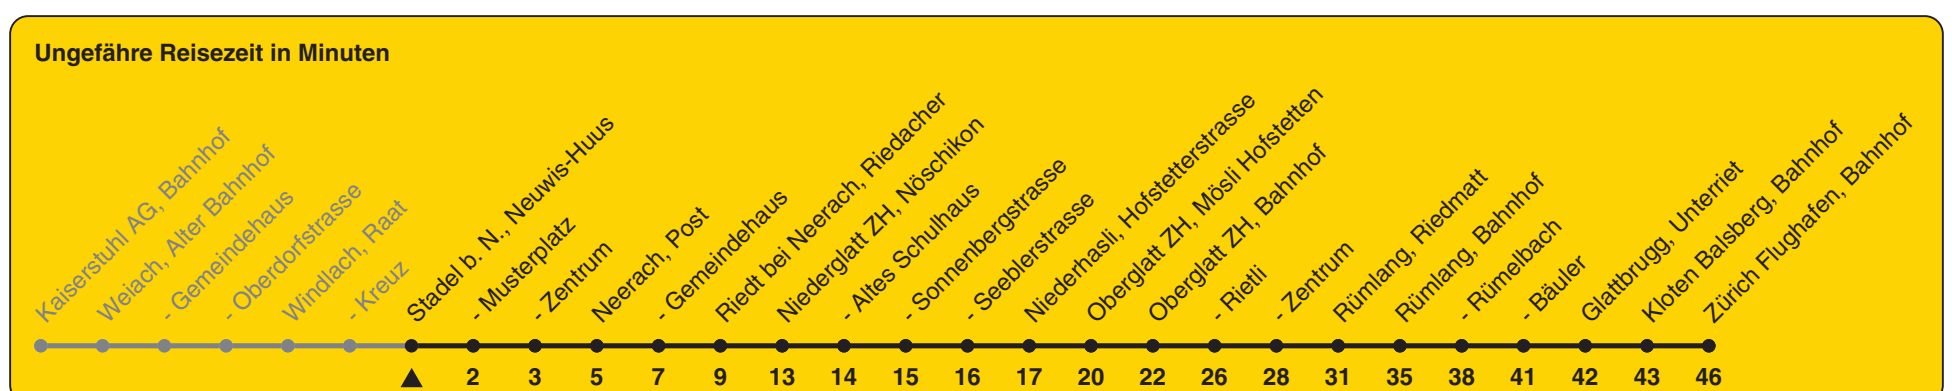 Ungefähre Reisezeit in Minuten
Kaiserstuhl AG, Bahnhof
Weiach, Alter Bahnhof
- Gemeindehaus
- Oberdorfstrasse
Windlach, Raat
- Kreuz
Stadel b. N., Neuwis-Huus
- Musterplatz
- Zentrum
Neerach, Post
- Gemeindehaus
Riedt bei Neerach, Riedacher
Niederglatt ZH, Nöschikon
- Altes Schulhaus
- Sonnenbergstrasse
- Seeblerstrasse
Niederhasli, Hofstetterstrasse
Oberglatt ZH, Mösli Hofstetten
Oberglatt ZH, Bahnhof
- Rietli
- Zentrum
Rümlang, Riedmatt
Rümlang, Bahnhof
- Rümelbach
- Bäuler
Glattbrugg, Unterriet
Kloten Balsberg, Bahnhof
Zürich Flughafen, Bahnhof
2 3 5 7 9 13 14 15 16 17 20 22 26 28 31 35 38 41 42 43 46